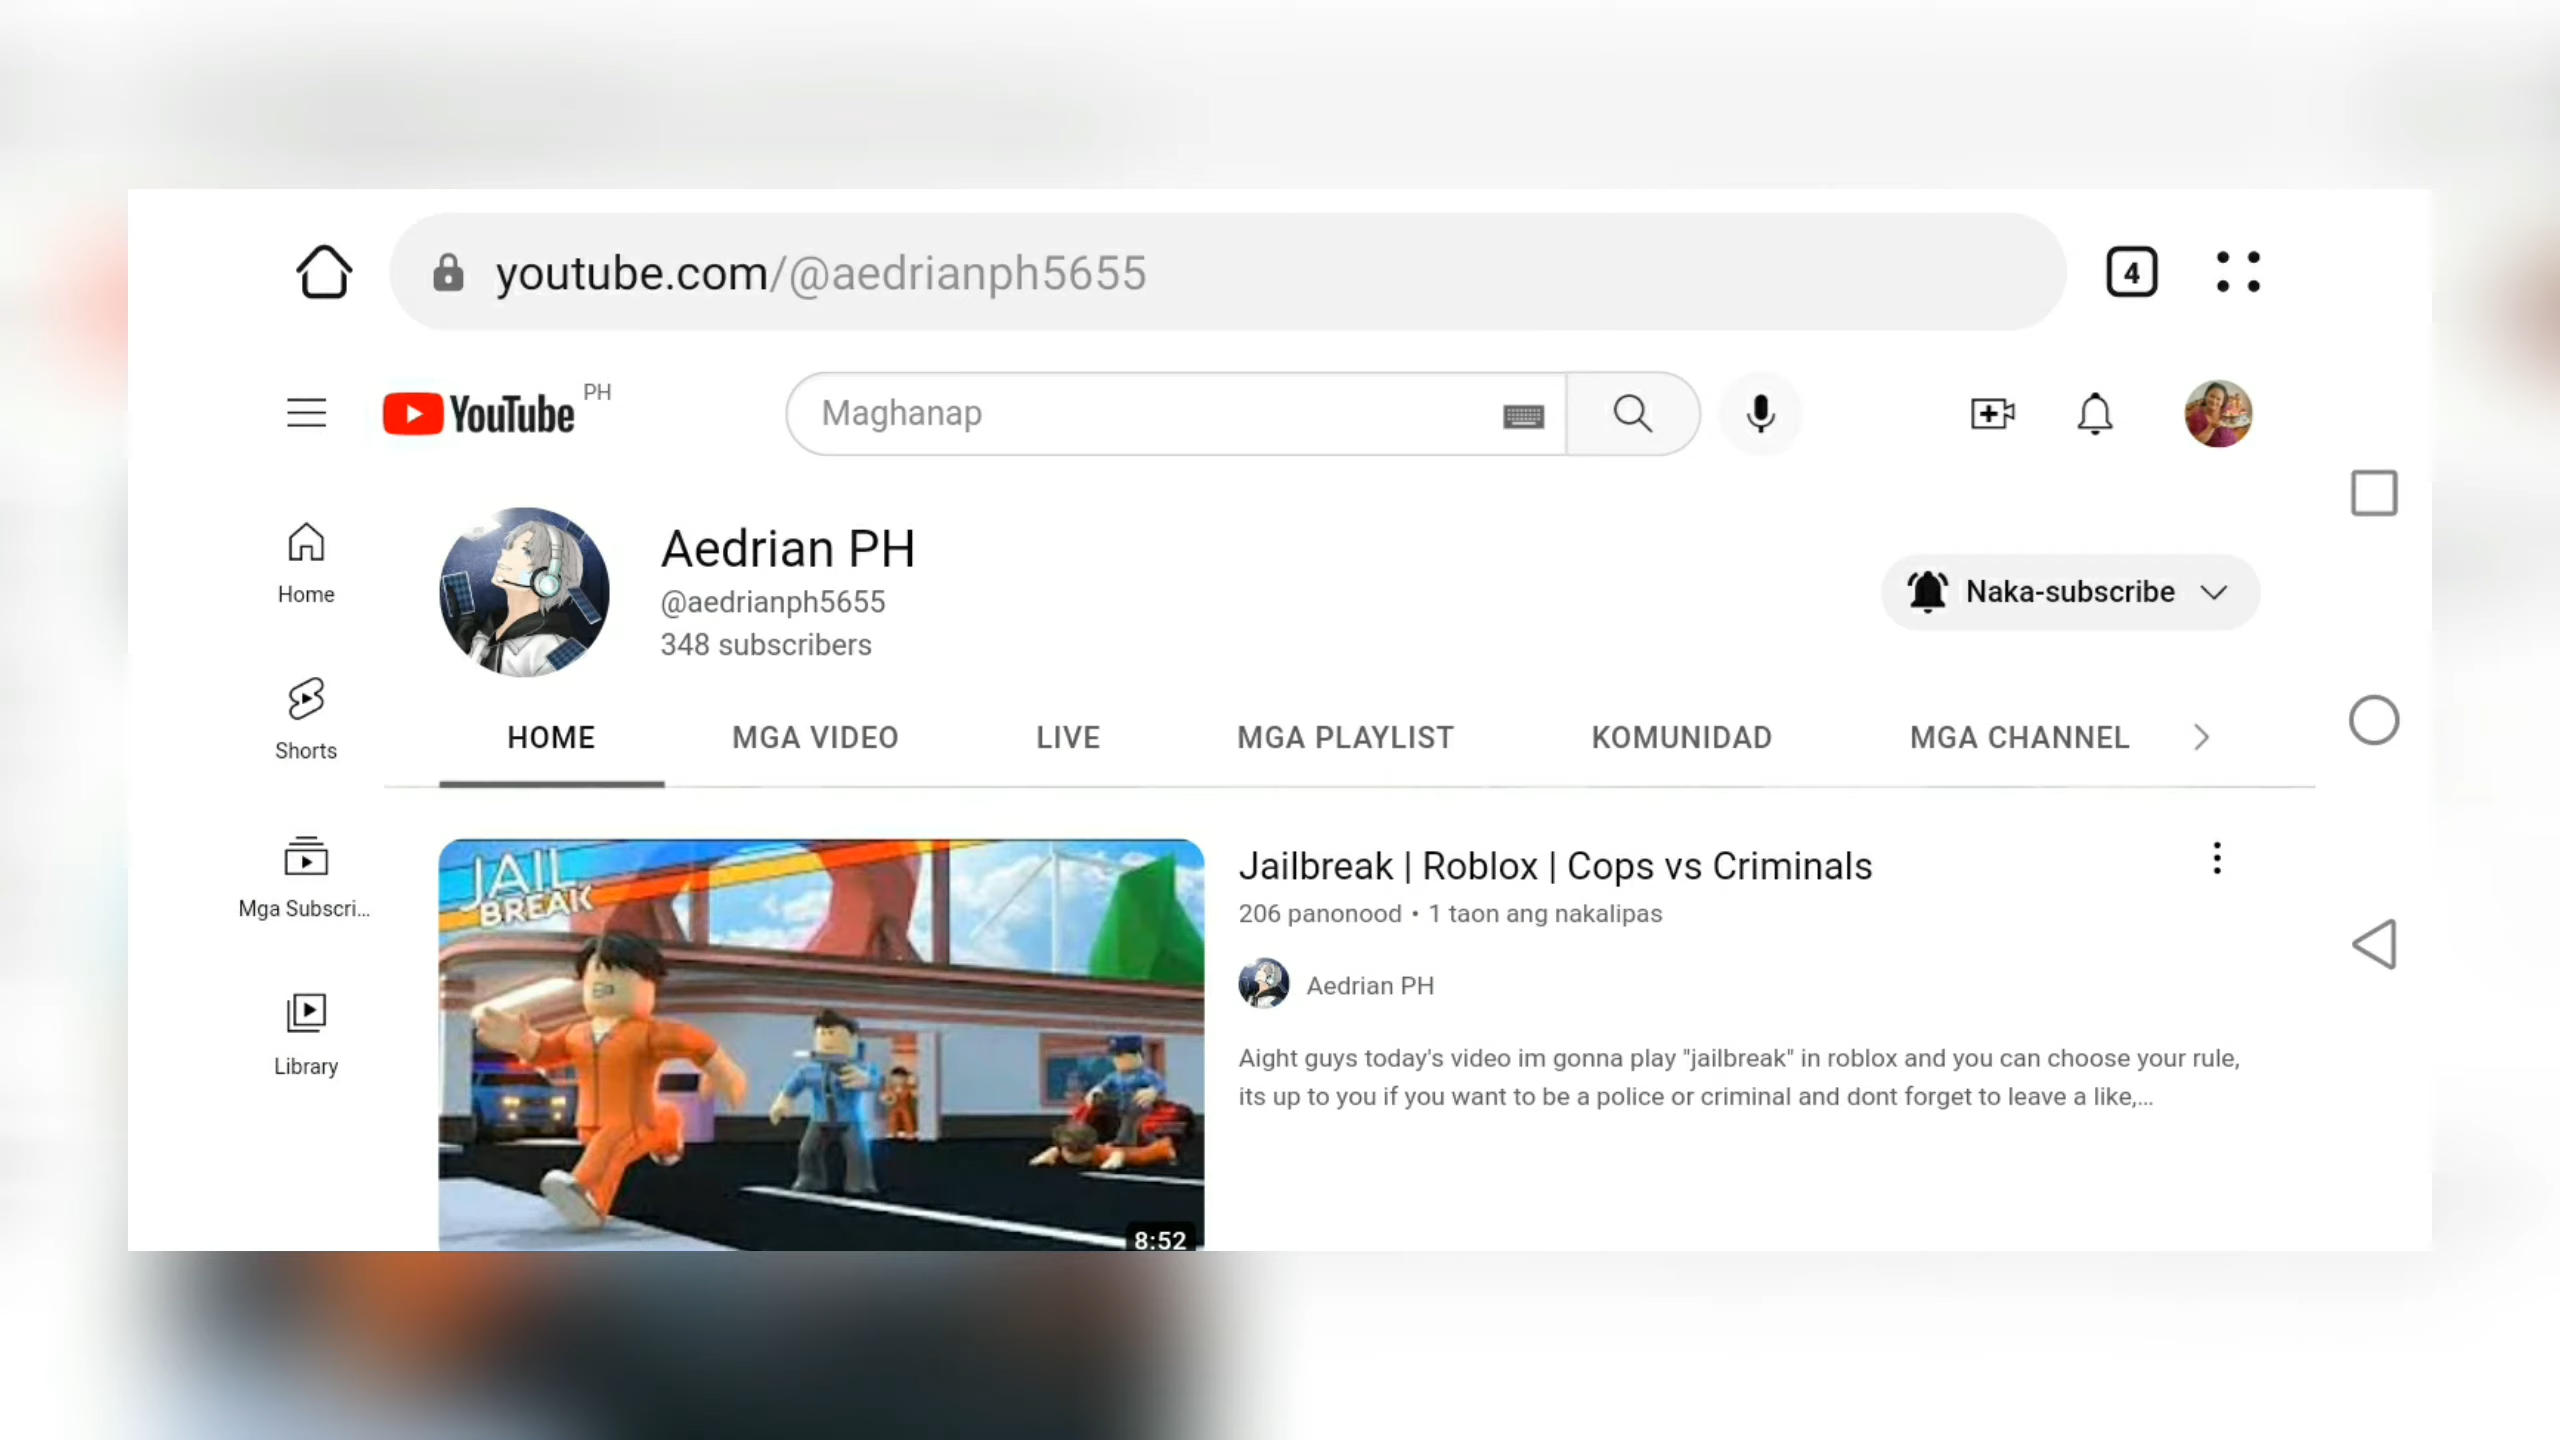 youtube.com/@aedrianph5655
4
YouTube PH
Maghanap
Home
Shorts
Mga Subscri...
Library
Aedrian PH
@aedrianph5655
348 subscribers
Naka-subscribe
HOME
MGA VIDEO
LIVE
MGA PLAYLIST
KOMUNIDAD
MGA CHANNEL
JAIL
BREAK
8:52
Jailbreak | Roblox | Cops vs Criminals
206 panonood • 1 taon ang nakalipas
Aedrian PH
Aight guys today's video im gonna play "jailbreak" in roblox and you can choose your rule,
its up to you if you want to be a police or criminal and dont forget to leave a like,...